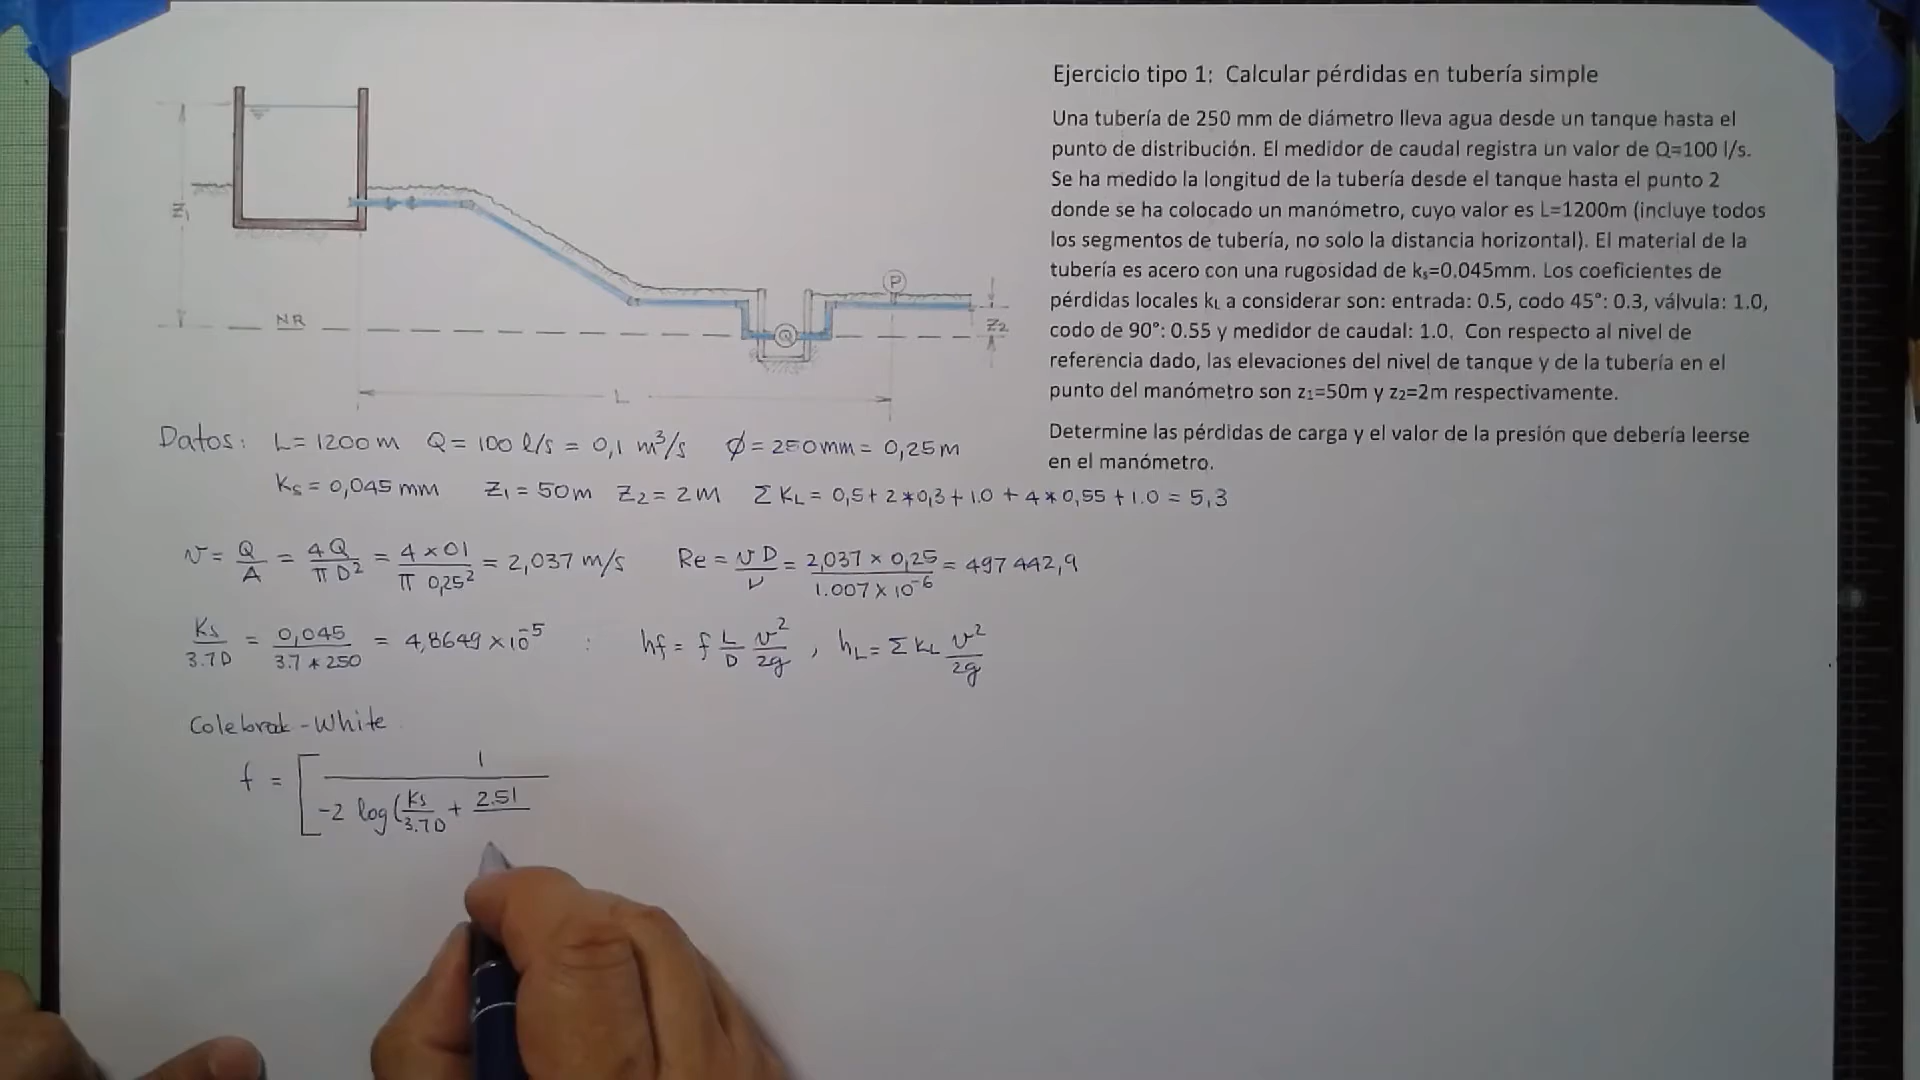 Ejercicio tipo 1: Calcular pérdidas en tubería simple
Una tubería de 250 mm de diámetro lleva agua desde un tanque hasta el
punto de distribución. El medidor de caudal registra un valor de Q=100 l/s.
Se ha medido la longitud de la tubería desde el tanque hasta el punto 2
donde se ha colocado un manómetro, cuyo valor es L=1200m (incluye todos
los segmentos de tubería, no solo la distancia horizontal). El material de la
tubería es acero con una rugosidad de kₛ=0.045mm. Los coeficientes de
pérdidas locales k_L a considerar son: entrada: 0.5, codo 45°: 0.3, válvula: 1.0,
codo de 90°: 0.55 y medidor de caudal: 1.0. Con respecto al nivel de
referencia dado, las elevaciones del nivel de tanque y de la tubería en el
punto del manómetro son z₁=50m y z₂=2m respectivamente.
Determine las pérdidas de carga y el valor de la presión que debería leerse
en el manómetro.
Z₁
NR
P
Q
Z₂
L
Datos: L= 1200 m Q= 100 l/s = 0,1 m³/s ϕ= 250mm= 0,25 m
Ks = 0,045 mm Z₁ = 50m Z₂ = 2m Σ K_L = 0,5 + 2*0,3 + 1.0 + 4*0,55 + 1.0 = 5,3
v = Q/A = 4Q/(π D²) = (4 × 01)/(π 0,25²) = 2,037 m/s Re = v D/ν = (2,037 × 0,25)/(1.007 × 10⁻⁶) = 497 442,9
Ks/3.7D = 0,045/(3.7 * 250) = 4,8649 × 10⁻⁵ : hf = f L/D v²/2g , h_L = Σ K_L v²/2g
Colebrook - White
f = [ 1 / -2 log( Ks/3.7D + 2.51